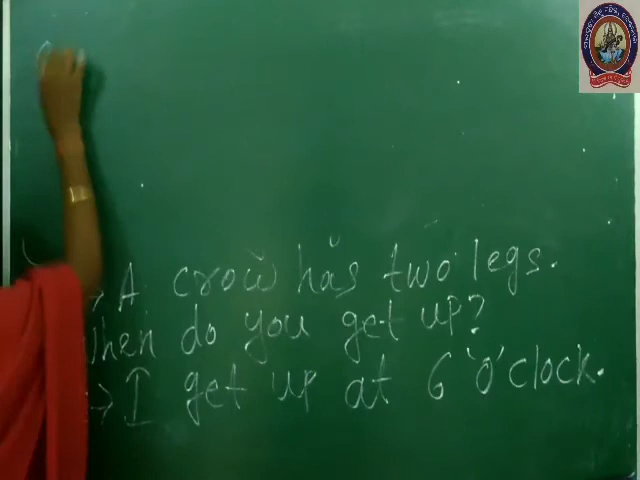 → A crow has two legs.
When do you get up?
→ I get up at 6 'o' clock.